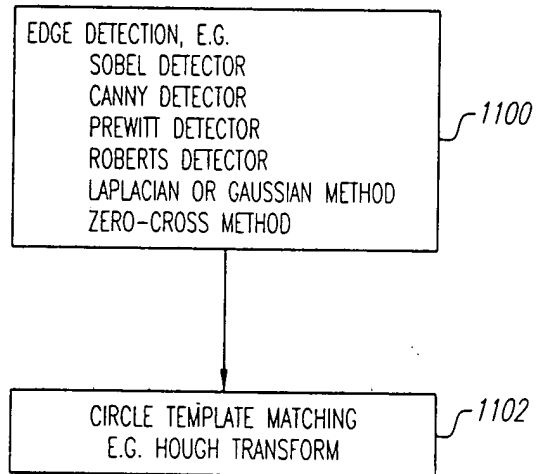 EDGE DETECTION, E.G.
SOBEL DETECTOR
CANNY DETECTOR
PREWITT DETECTOR
ROBERTS DETECTOR
LAPLACIAN OR GAUSSIAN METHOD
ZERO-CROSS METHOD
1100
CIRCLE TEMPLATE MATCHING
E.G. HOUGH TRANSFORM
1102